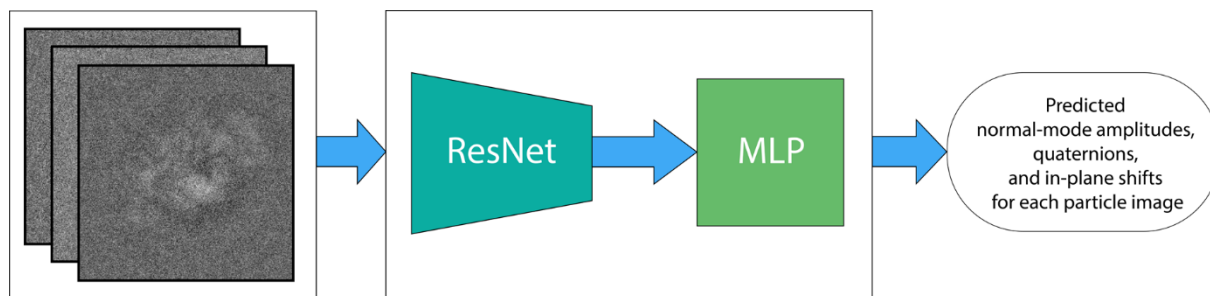 ResNet
MLP
Predicted
normal-mode amplitudes,
quaternions,
and in-plane shifts
for each particle image